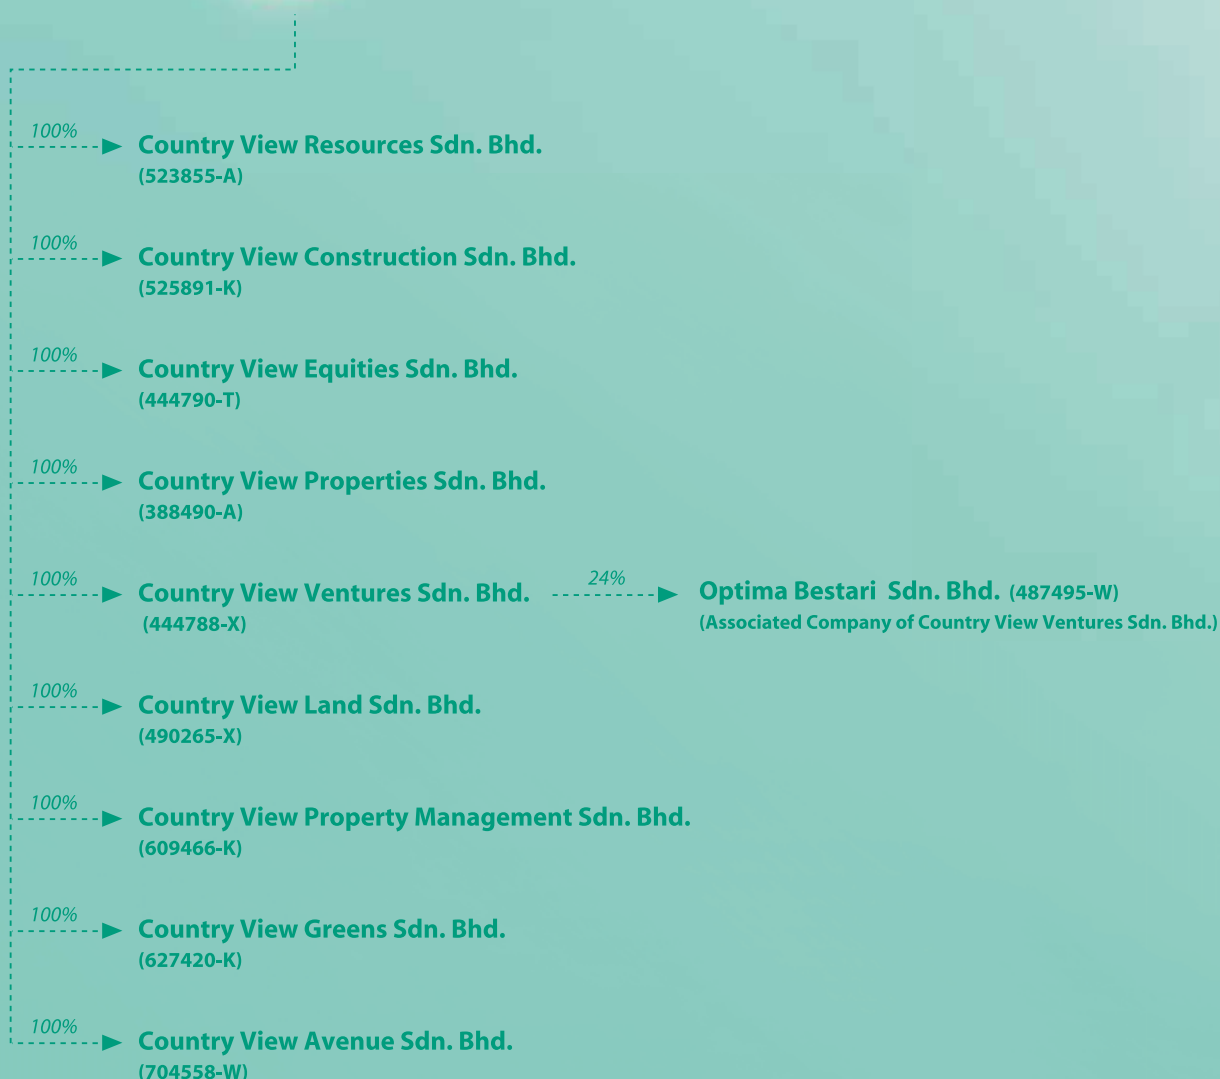 100%
Country View Resources Sdn. Bhd.
(523855-A)
100%
Country View Construction Sdn. Bhd.
(525891-K)
100%
Country View Equities Sdn. Bhd.
(444790-T)
100%
Country View Properties Sdn. Bhd.
(388490-A)
100%
Country View Ventures Sdn. Bhd.
(444788-X)
24%
Optima Bestari Sdn. Bhd. (487495-W)
(Associated Company of Country View Ventures Sdn. Bhd.)
100%
Country View Land Sdn. Bhd.
(490265-X)
100%
Country View Property Management Sdn. Bhd.
(609466-K)
100%
Country View Greens Sdn. Bhd.
(627420-K)
100%
Country View Avenue Sdn. Bhd.
(704558-W)